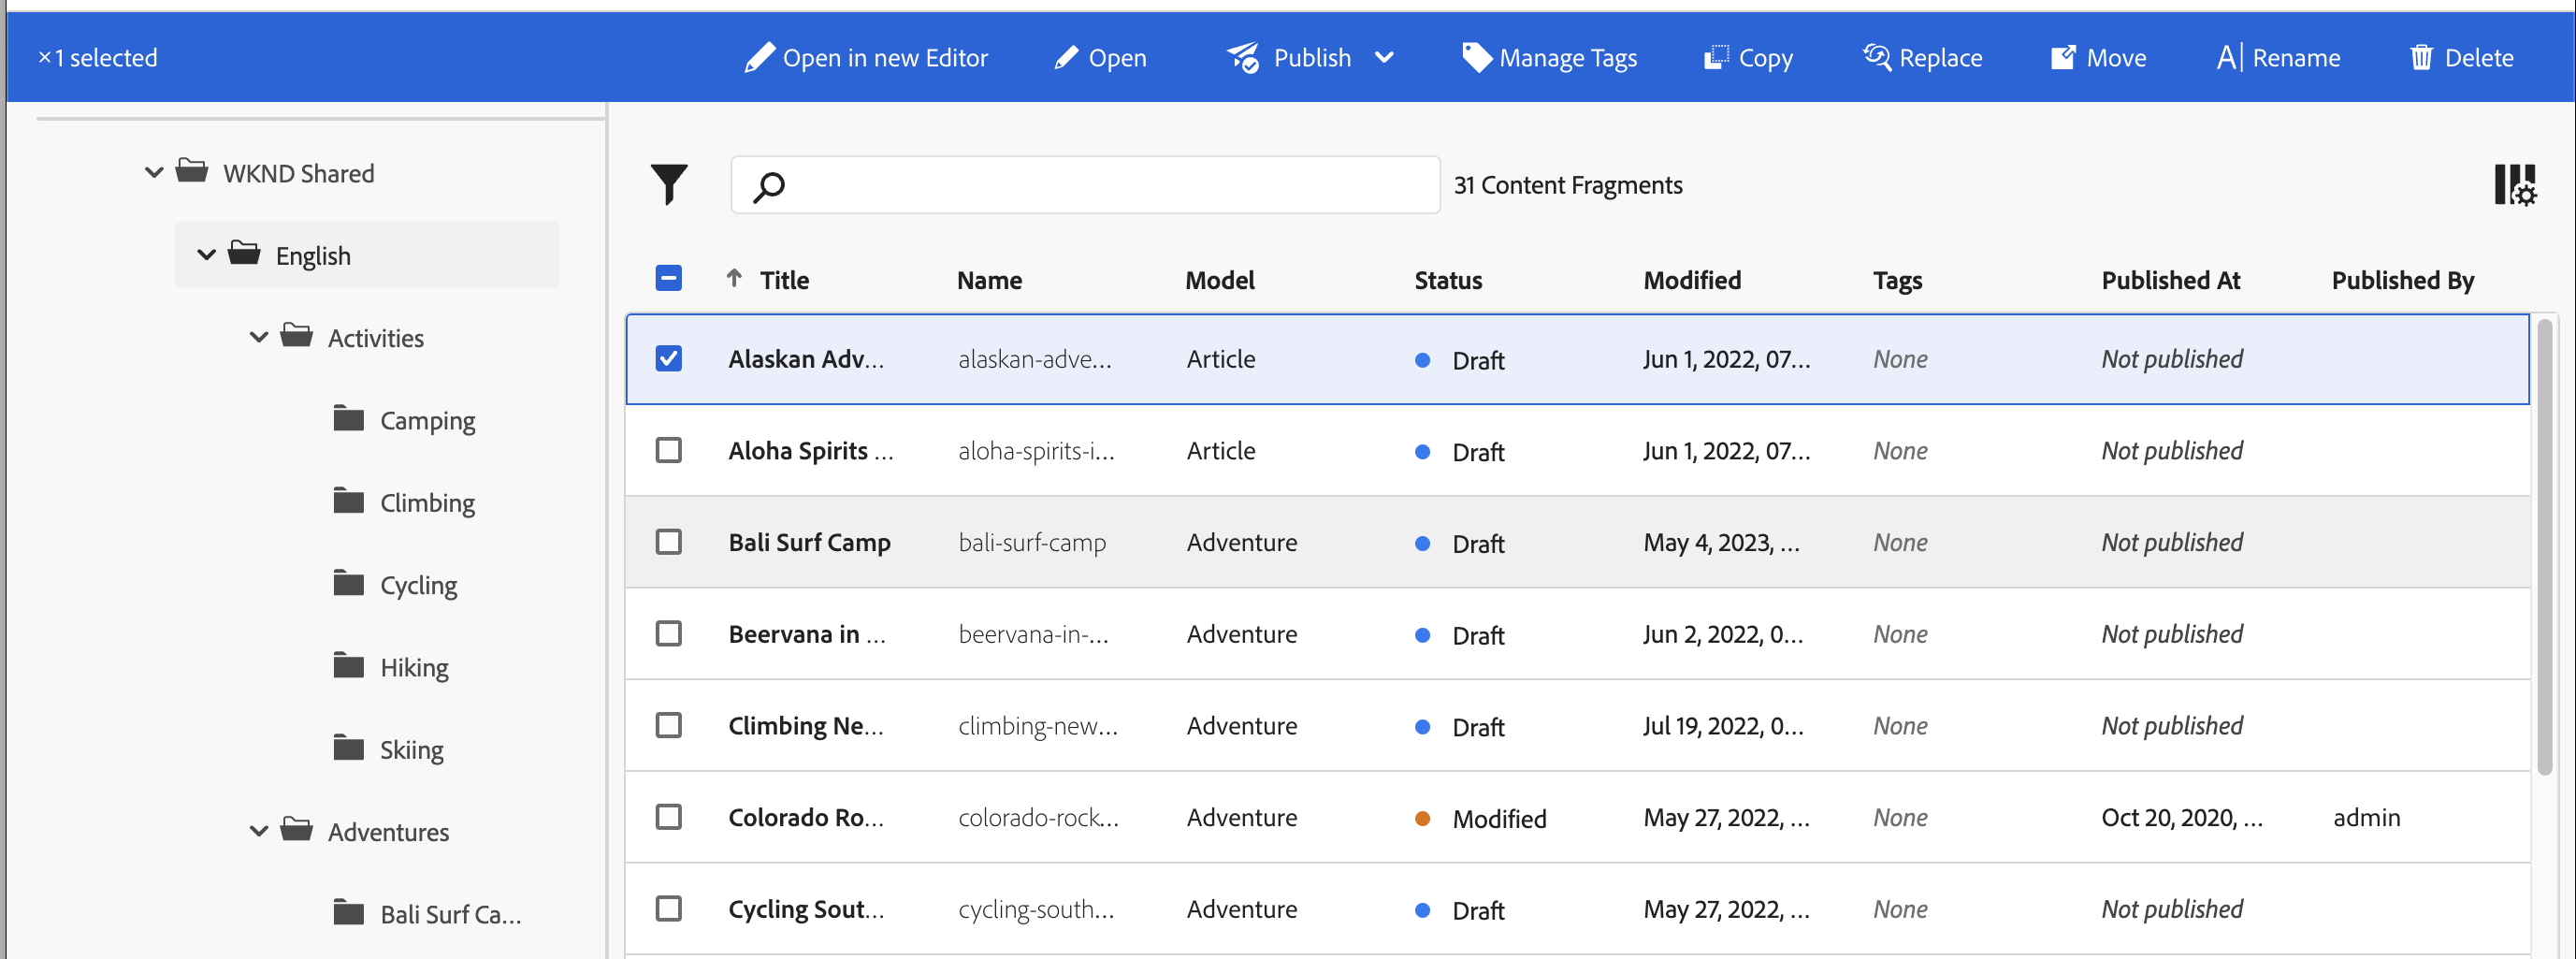 ×1 selected Open in new Editor Open Publish Manage Tags Copy Replace Move Rename Delete
WKND Shared
English
Activities
Camping
Climbing
Cycling
Hiking
Skiing
Adventures
Bali Surf Ca...
31 Content Fragments
Title Name Model Status Modified Tags Published At Published By
Alaskan Adv... alaskan-adve... Article Draft Jun 1, 2022, 07... None Not published
Aloha Spirits ... aloha-spirits-i... Article Draft Jun 1, 2022, 07... None Not published
Bali Surf Camp bali-surf-camp Adventure Draft May 4, 2023, ... None Not published
Beervana in ... beervana-in-... Adventure Draft Jun 2, 2022, 0... None Not published
Climbing Ne... climbing-new... Adventure Draft Jul 19, 2022, 0... None Not published
Colorado Ro... colorado-rock... Adventure Modified May 27, 2022, ... None Oct 20, 2020, ... admin
Cycling Sout... cycling-south... Adventure Draft May 27, 2022, ... None Not published